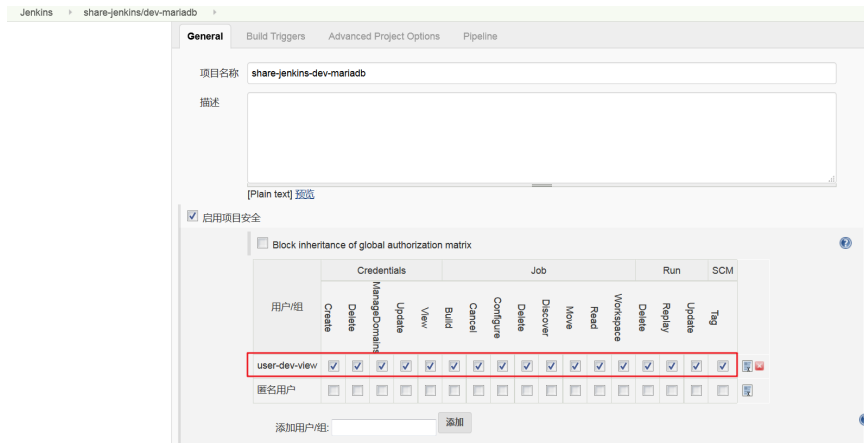 Jenkins share-jenkins/dev-mariadb
General Build Triggers Advanced Project Options Pipeline
项目名称 share-jenkins-dev-mariadb
描述
[Plain text] 预览
启用项目安全
Block inheritance of global authorization matrix
Credentials Job Run SCM
用户/组 Create Delete ManageDomains Update View Build Cancel Configure Delete Discover Move Read Workspace Delete Replay Update Tag
user-dev-view
匿名用户
添加用户/组: 添加